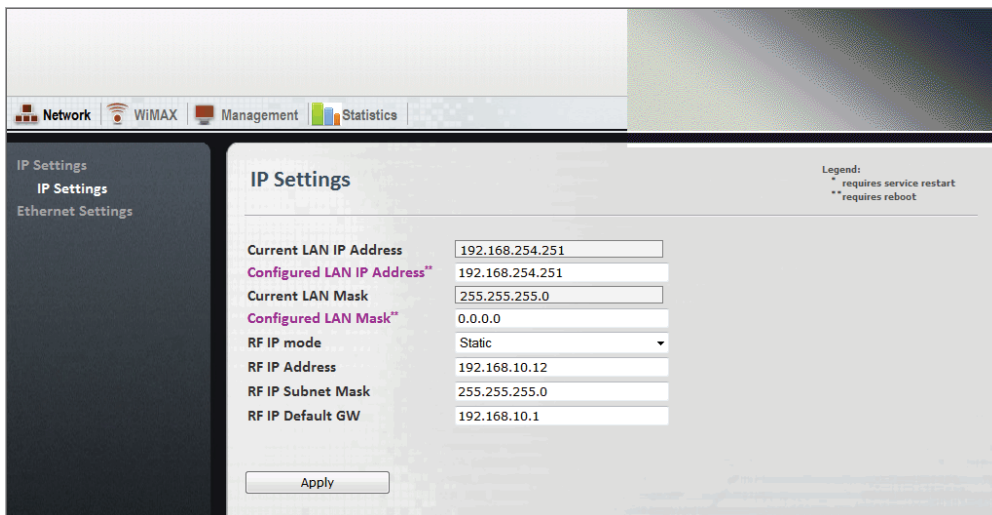 Network WiMAX Management Statistics
IP Settings
IP Settings
Ethernet Settings
IP Settings
Legend:
* requires service restart
** requires reboot
Current LAN IP Address 192.168.254.251
Configured LAN IP Address** 192.168.254.251
Current LAN Mask 255.255.255.0
Configured LAN Mask** 0.0.0.0
RF IP mode Static
RF IP Address 192.168.10.12
RF IP Subnet Mask 255.255.255.0
RF IP Default GW 192.168.10.1
Apply